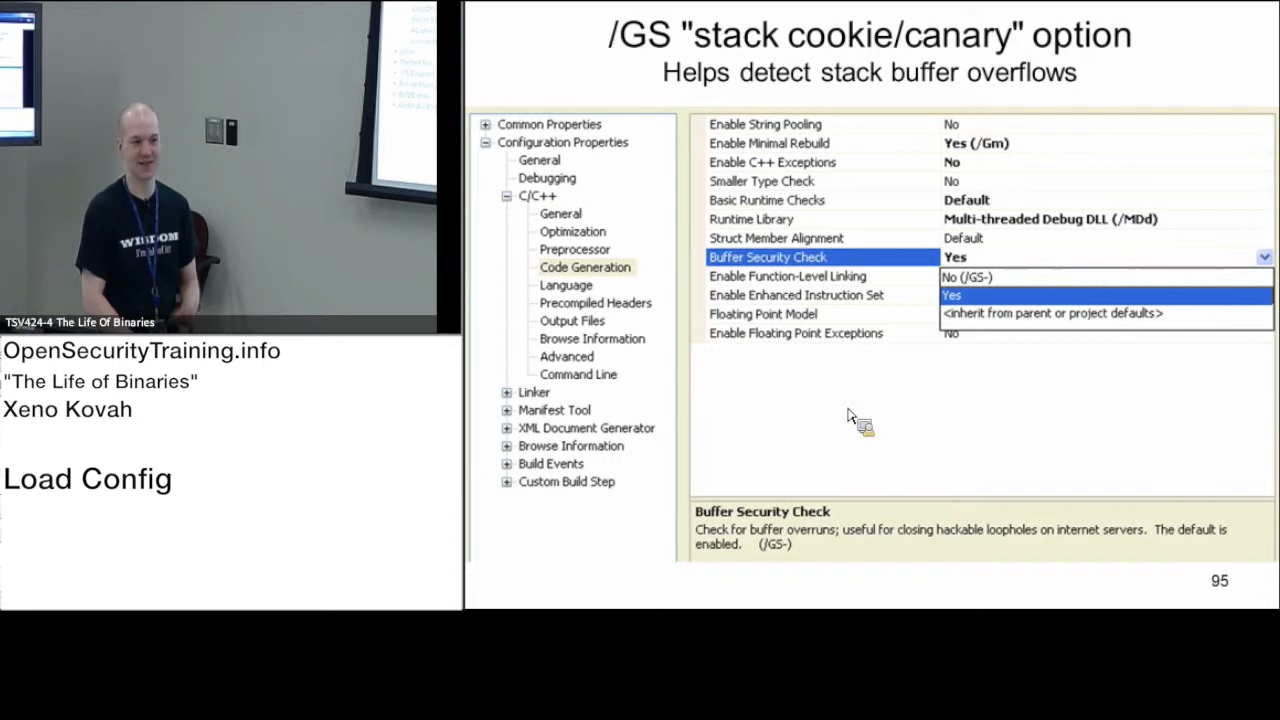 /GS "stack cookie/canary" option
Helps detect stack buffer overflows
WISDOM
TSV424-4 The Life Of Binaries
OpenSecurityTraining.info
"The Life of Binaries"
Xeno Kovah
Load Config
Common Properties
Configuration Properties
General
Debugging
C/C++
General
Optimization
Preprocessor
Code Generation
Language
Precompiled Headers
Output Files
Browse Information
Advanced
Command Line
Linker
Manifest Tool
XML Document Generator
Browse Information
Build Events
Custom Build Step
Enable String Pooling No
Enable Minimal Rebuild Yes (/Gm)
Enable C++ Exceptions No
Smaller Type Check No
Basic Runtime Checks Default
Runtime Library Multi-threaded Debug DLL (/MDd)
Struct Member Alignment Default
Buffer Security Check Yes
Enable Function-Level Linking No (/GS-)
Enable Enhanced Instruction Set Yes
Floating Point Model <inherit from parent or project defaults>
Enable Floating Point Exceptions No
Buffer Security Check
Check for buffer overruns; useful for closing hackable loopholes on internet servers. The default is
enabled. (/GS-)
95